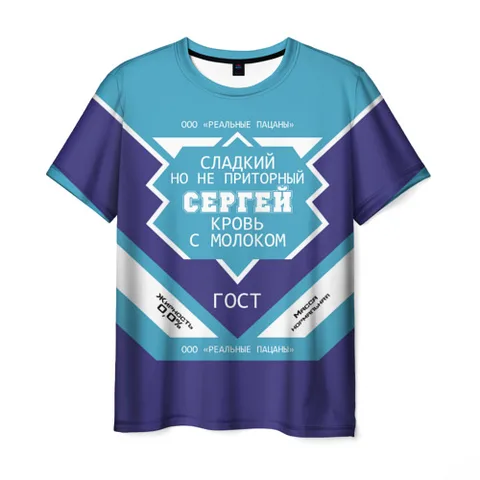 ООО «РЕАЛЬНЫЕ ПАЦАНЫ»
СЛАДКИЙ
НО НЕ ПРИТОРНЫЙ
СЕРГЕЙ
КРОВЬ
С МОЛОКОМ
ГОСТ
Жирность
0,0%
Масса
нормальная
ООО «РЕАЛЬНЫЕ ПАЦАНЫ»